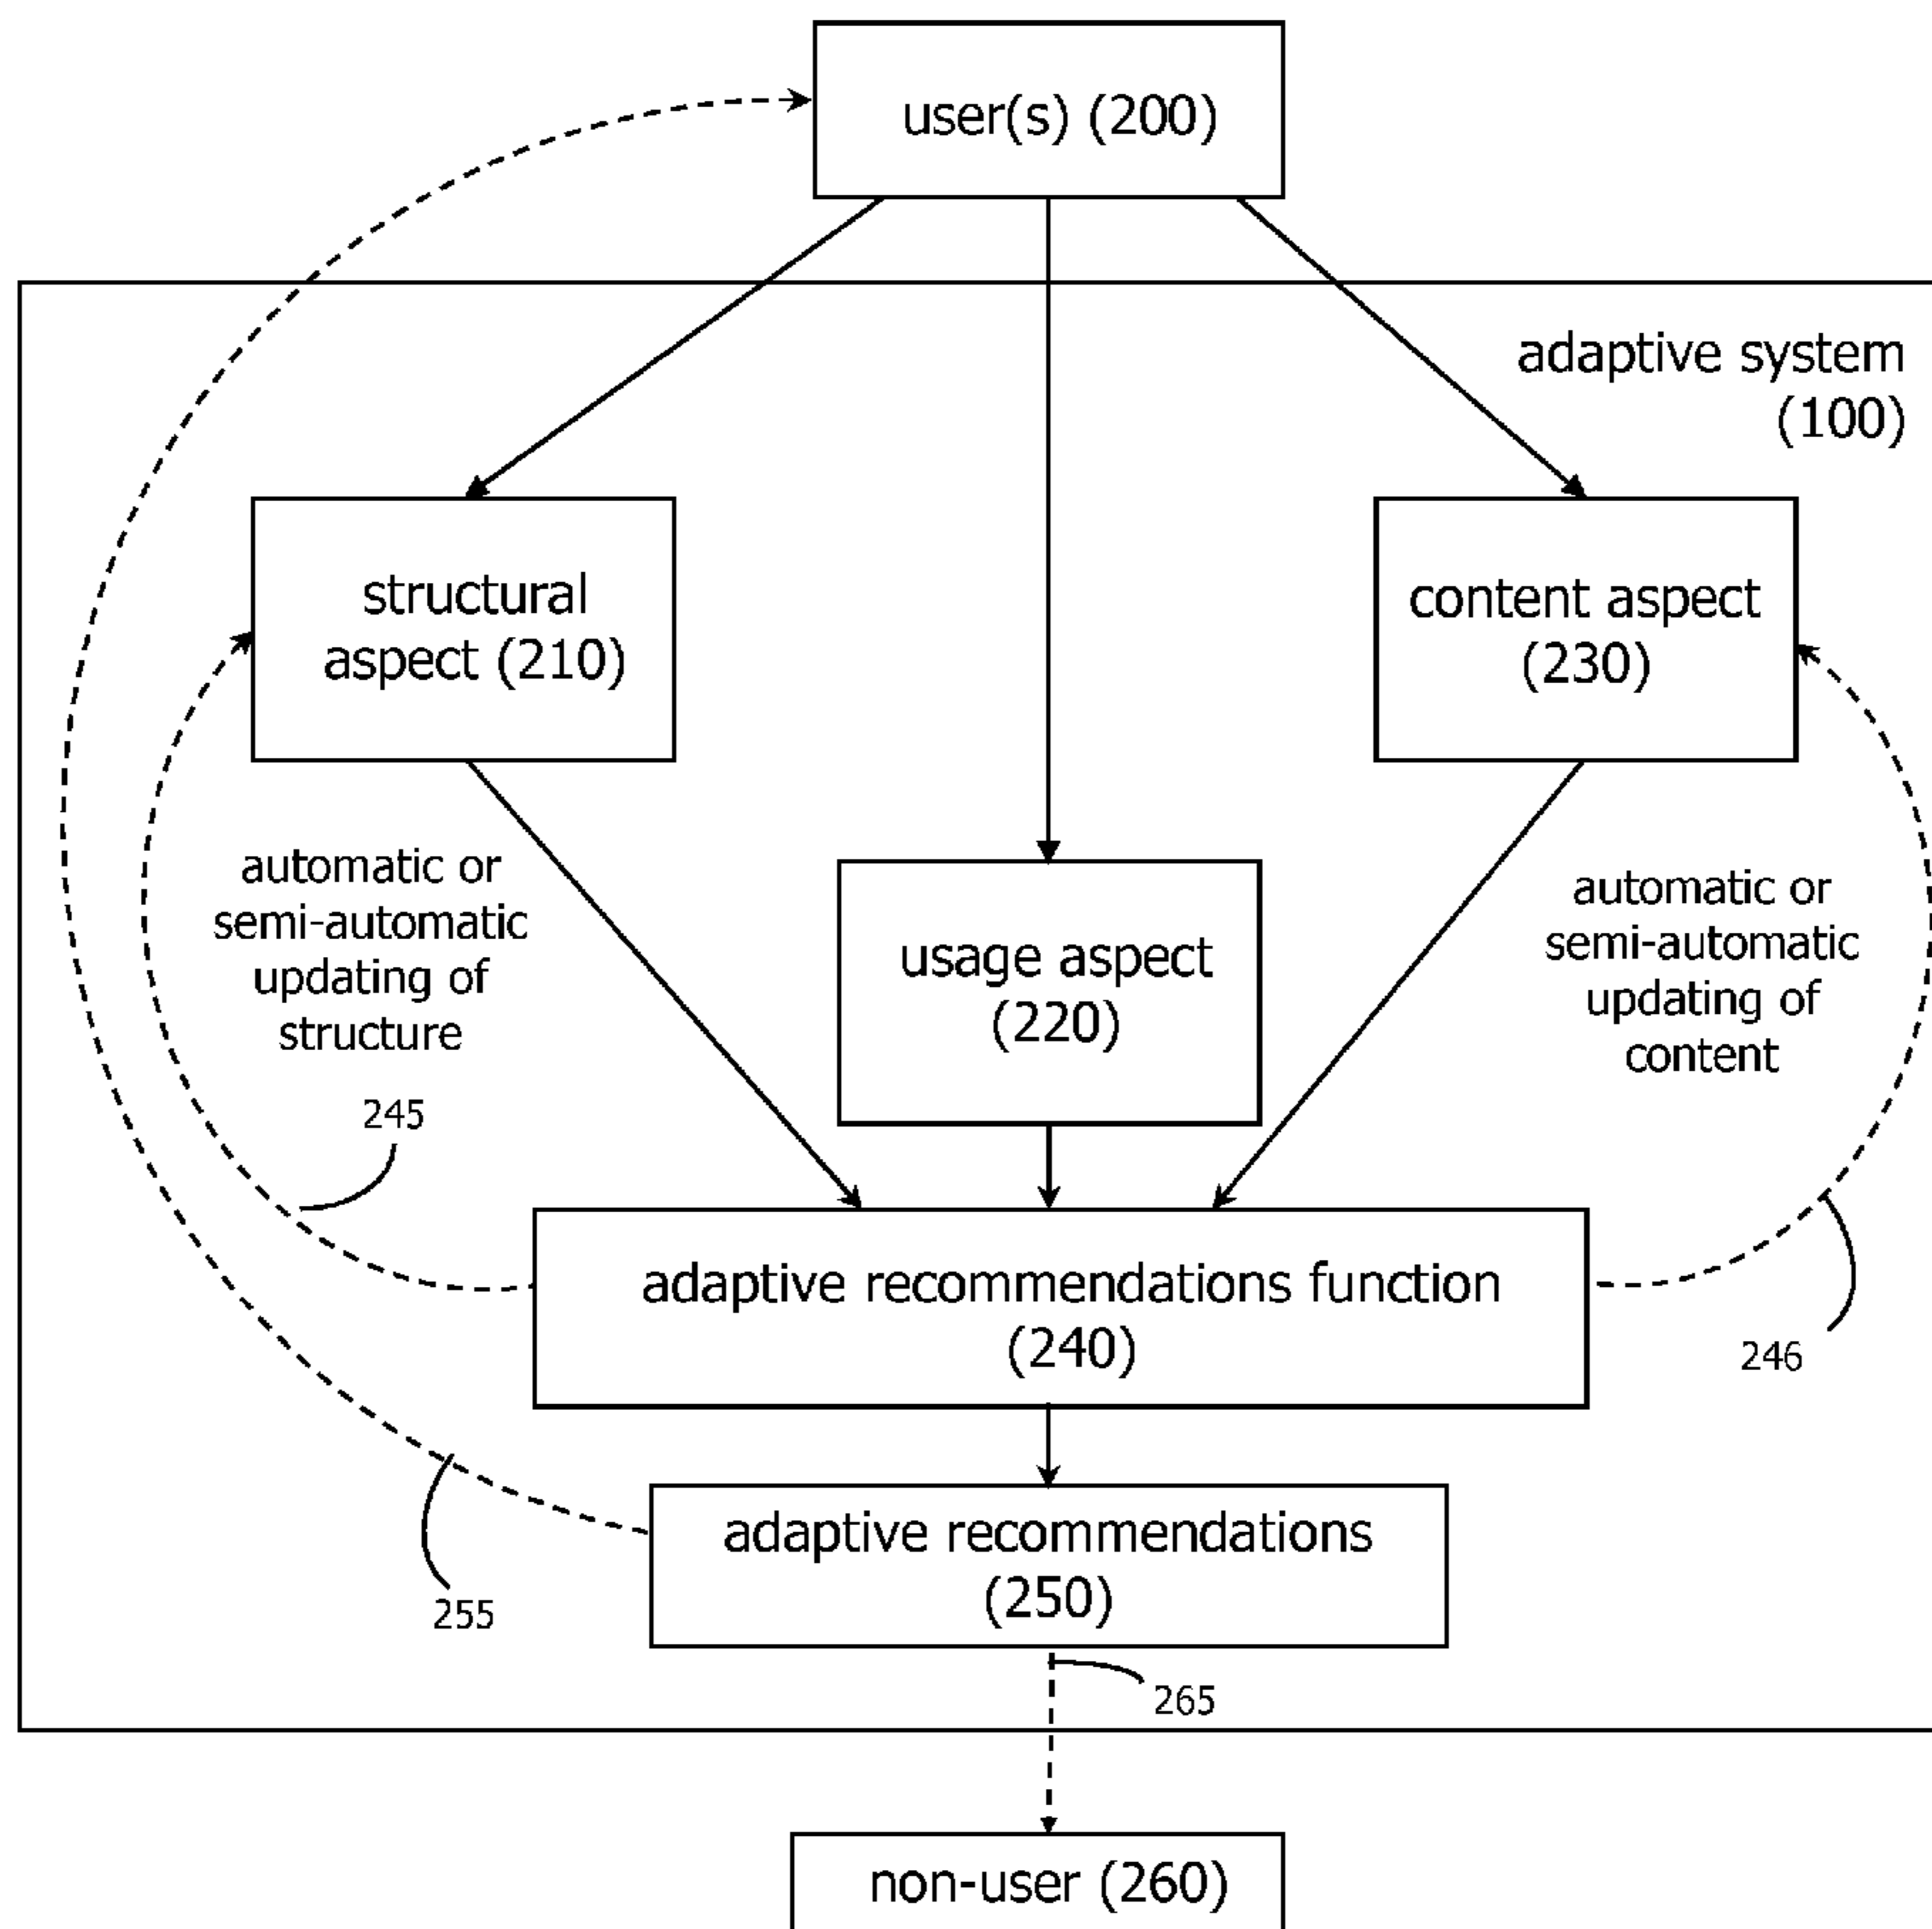 user(s) (200)
adaptive system
(100)
structural
aspect (210)
content aspect
(230)
automatic or
semi-automatic
updating of
structure
usage aspect
(220)
automatic or
semi-automatic
updating of
content
245
adaptive recommendations function
(240)
246
adaptive recommendations
(250)
255
265
non-user (260)